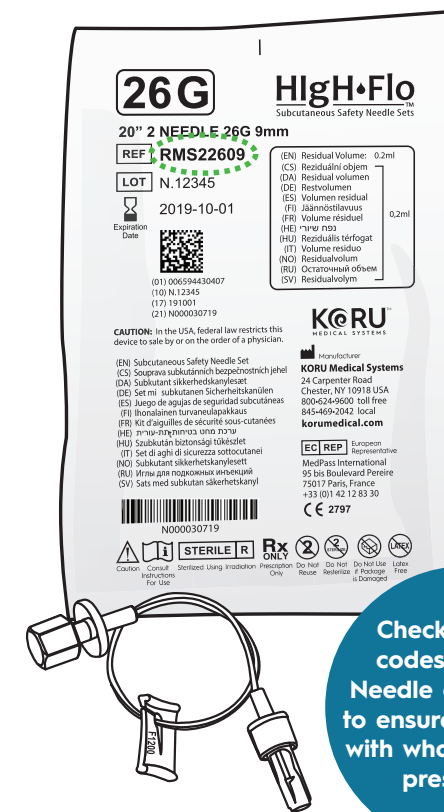 26G
HIgH•Flo™
Subcutaneous Safety Needle Sets
20" 2 NEEDLE 26G 9mm
REF RMS22609
LOT N.12345
2019-10-01
Expiration
Date
(01) 006594430407
(10) N.12345
(17) 191001
(21) N000030719
(EN) Residual Volume: 0.2ml
(CS) Reziduální objem
(DA) Residual volumen
(DE) Restvolumen
(ES) Volumen residual
(FI) Jäännöstilavuus
(FR) Volume résiduel
(HE) נפח שיורי
(HU) Reziduális térfogat
(IT) Volume residuo
(NO) Residualvolum
(RU) Остаточный объем
(SV) Residualvolym
0,2ml
CAUTION: In the USA, federal law restricts this
device to sale by or on the order of a physician.
(EN) Subcutaneous Safety Needle Set
(CS) Souprava subkutánních bezpečnostních jehel
(DA) Subkutant sikkerhedskanylesæt
(DE) Set mi subkutanen Sicherheitskanülen
(ES) Juego de agujas de seguridad subcutáneas
(FI) Ihonalainen turvaneulapakkaus
(FR) Kit d'aiguilles de sécurité sous-cutanées
(HE) ערכת מחט בטיחות תת-עורית
(HU) Szubkután biztonsági tűkészlet
(IT) Set di aghi di sicurezza sottocutanei
(NO) Subkutant sikkerhetskanylesett
(RU) Иглы для подкожных инъекций
(SV) Sats med subkutan säkerhetskanyl
KORU™
MEDICAL SYSTEMS
Manufacturer
KORU Medical Systems
24 Carpenter Road
Chester, NY 10918 USA
800•624•9600 toll free
845•469•2042 local
korumedical.com
EC REP European
Representative
MedPass International
95 bis Boulevard Pereire
75017 Paris, France
+33 (0)1 42 12 83 30
CE 2797
N000030719
STERILE R
Rx
ONLY
2
2
STERILIZE
LATEX
Caution
Consult
Instructions
For Use
Sterilized Using Irradiation
Prescription
Only
Do Not
Reuse
Do Not
Resterilize
Do Not Use
if Package
is Damaged
Latex
Free
F1200
Check
codes
Needle
to ensure
with
pres